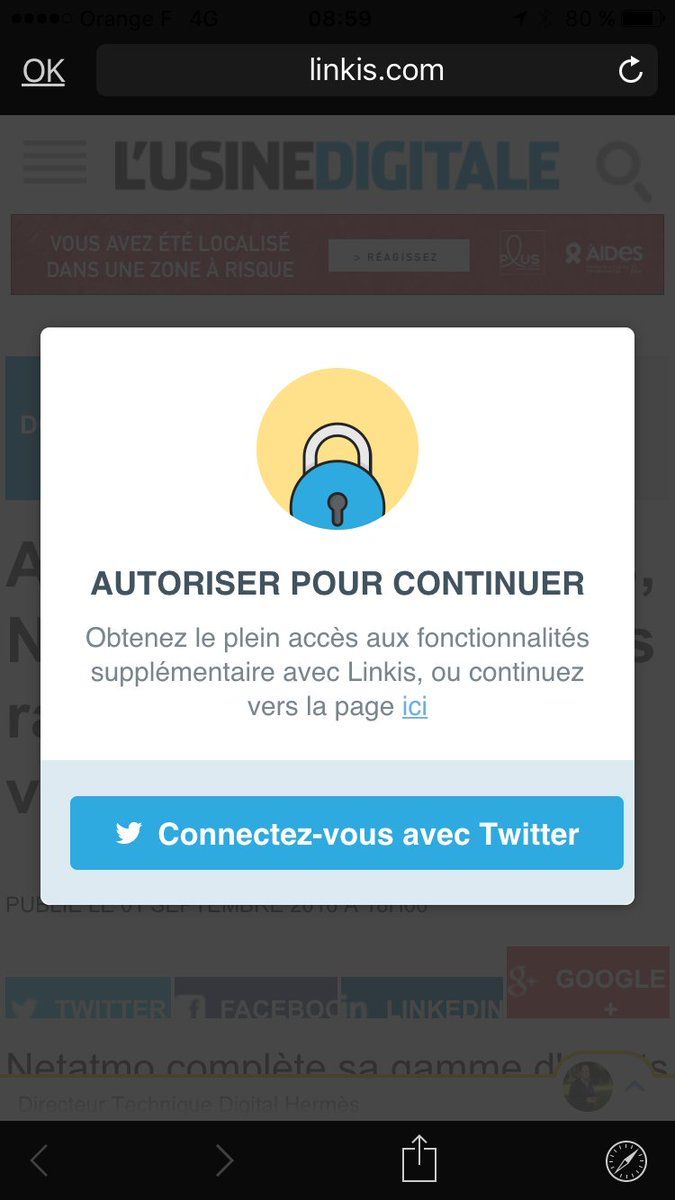 Orange F 4G 08:59 80 %
OK linkis.com
L'USINEDIGITALE
VOUS AVEZ ÉTÉ LOCALISÉ
DANS UNE ZONE À RISQUE
> RÉAGISSEZ
PLUS
AIDES
D
A
,
N
s
ra
v
AUTORISER POUR CONTINUER
Obtenez le plein accès aux fonctionnalités
supplémentaire avec Linkis, ou continuez
vers la page ici
Connectez-vous avec Twitter
PUBLIÉ LE 01 SEPTEMBRE 2016 À 16H00
TWITTER FACEBOO in LINKEDIN g+ GOOGLE
+
Netatmo complète sa gamme d'
Directeur Technique Digital Hermès